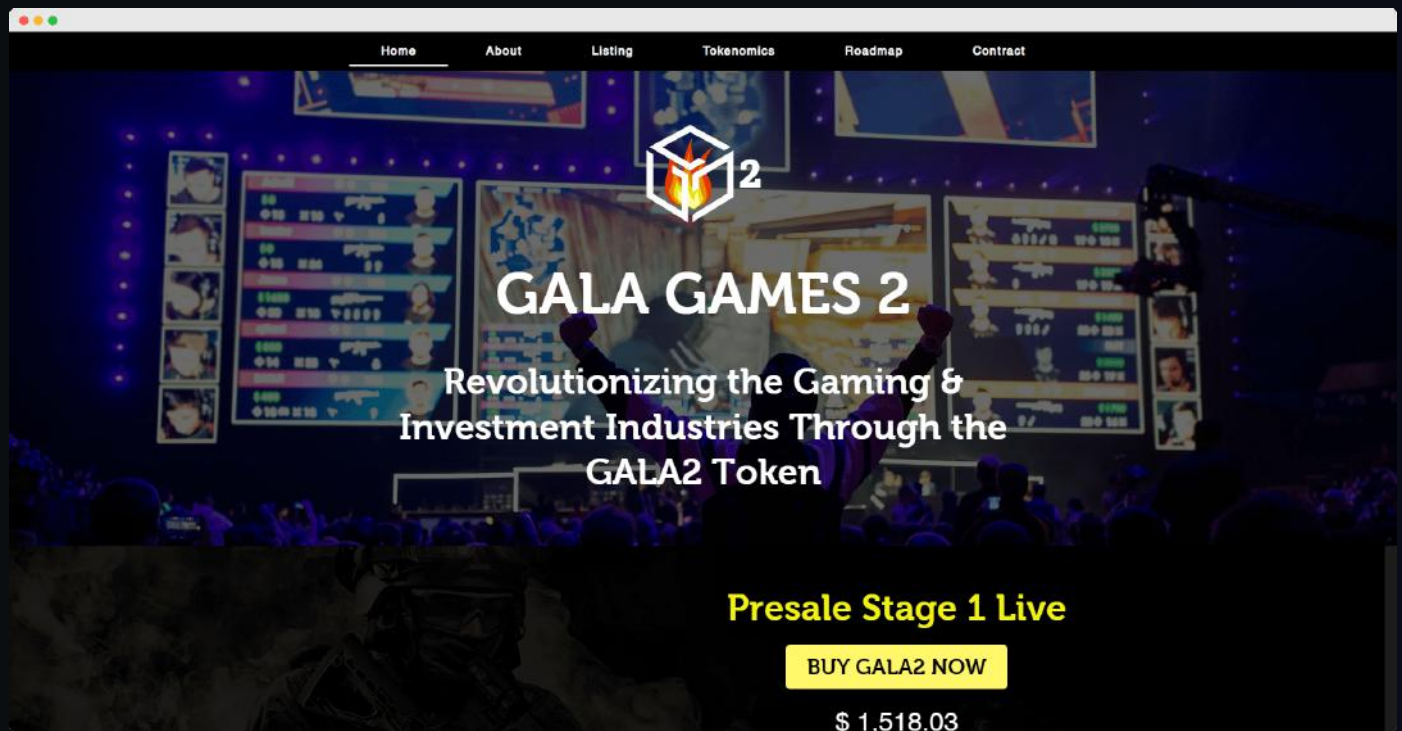 Home About Listing Tokenomics Roadmap Contract
2
GALA GAMES 2
Revolutionizing the Gaming &
Investment Industries Through the
GALA2 Token
Presale Stage 1 Live
BUY GALA2 NOW
$ 1,518.03